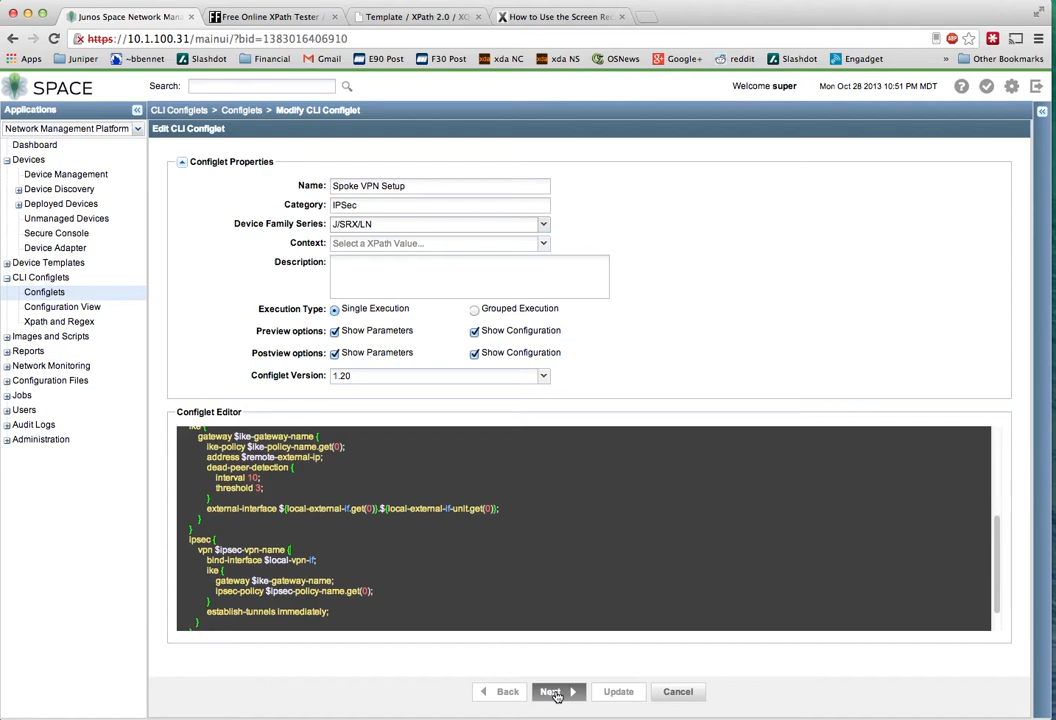 Junos Space Network Man
Free Online XPath Tester /
Template / XPath 2.0 / XQ
How to Use the Screen Rec
https://10.1.100.31/mainui/?bid=1383016406910
Apps
Juniper
~bbennet
Slashdot
Financial
Gmail
E90 Post
F30 Post
xda NC
xda NS
OSNews
Google+
reddit
Slashdot
Engadget
»
Other Bookmarks
SPACE
Search:
Welcome super
Mon Oct 28 2013 10:51 PM MDT
Applications
CLI Configlets > Configlets > Modify CLI Configlet
Network Management Platform
Edit CLI Configlet
Dashboard
Devices
Device Management
Device Discovery
Deployed Devices
Unmanaged Devices
Secure Console
Device Adapter
Device Templates
CLI Configlets
Configlets
Configuration View
Xpath and Regex
Images and Scripts
Reports
Network Monitoring
Configuration Files
Jobs
Users
Audit Logs
Administration
Configlet Properties
Name: Spoke VPN Setup
Category: IPSec
Device Family Series: J/SRX/LN
Context: Select a XPath Value...
Description:
Execution Type: Single Execution Grouped Execution
Preview options: Show Parameters Show Configuration
Postview options: Show Parameters Show Configuration
Configlet Version: 1.20
Configlet Editor
ike {
gateway $ike-gateway-name {
ike-policy $ike-policy-name.get(0);
address $remote-external-ip;
dead-peer-detection {
interval 10;
threshold 3;
}
external-interface ${local-external-if.get(0)}.${local-external-if-unit.get(0)};
}
}
ipsec {
vpn $ipsec-vpn-name {
bind-interface $local-vpn-if;
ike {
gateway $ike-gateway-name;
ipsec-policy $ipsec-policy-name.get(0);
}
establish-tunnels immediately;
}
Back
Next
Update
Cancel